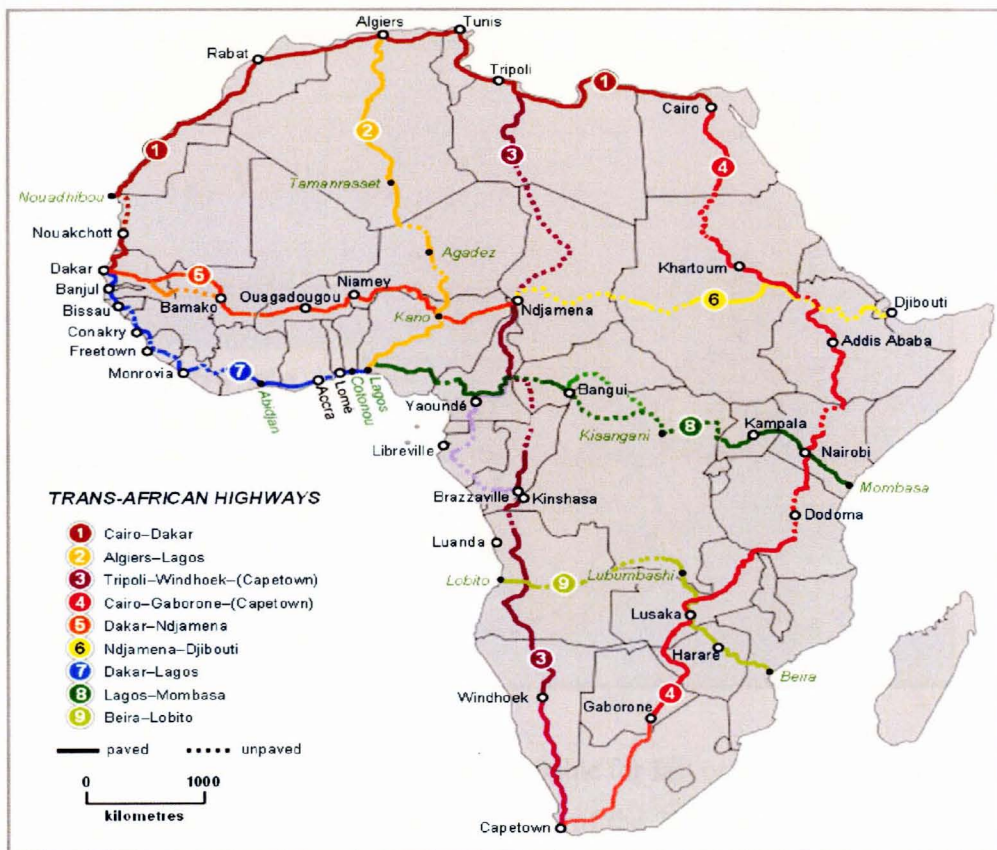 Algiers
Tunis
Rabat
Tripoli
1
Cairo
2
4
3
1
Tamanrasset
Nouadhibou
Nouakchott
Agadez
Khartoum
Dakar
5
Niamey
Banjul
Ouagadougou
Djibouti
Bissau
Bamako
Ndjamena
6
Kano
Conakry
Addis Ababa
Freetown
7
Monrovia
Abidjan
Accra
Lome
Cotonou
Lagos
Yaoundé
Bangui
8
Kampala
Kisangani
Libreville
Nairobi
Brazzaville
Kinshasa
Mombasa
Dodoma
Luanda
Lobito
9
Lubumbashi
Lusaka
Harare
Beira
3
4
Windhoek
Gaborone
Capetown
TRANS-AFRICAN HIGHWAYS
1 Cairo–Dakar
2 Algiers–Lagos
3 Tripoli–Windhoek–(Capetown)
4 Cairo–Gaborone–(Capetown)
5 Dakar–Ndjamena
6 Ndjamena–Djibouti
7 Dakar–Lagos
8 Lagos–Mombasa
9 Beira–Lobito
paved unpaved
0 1000
kilometres